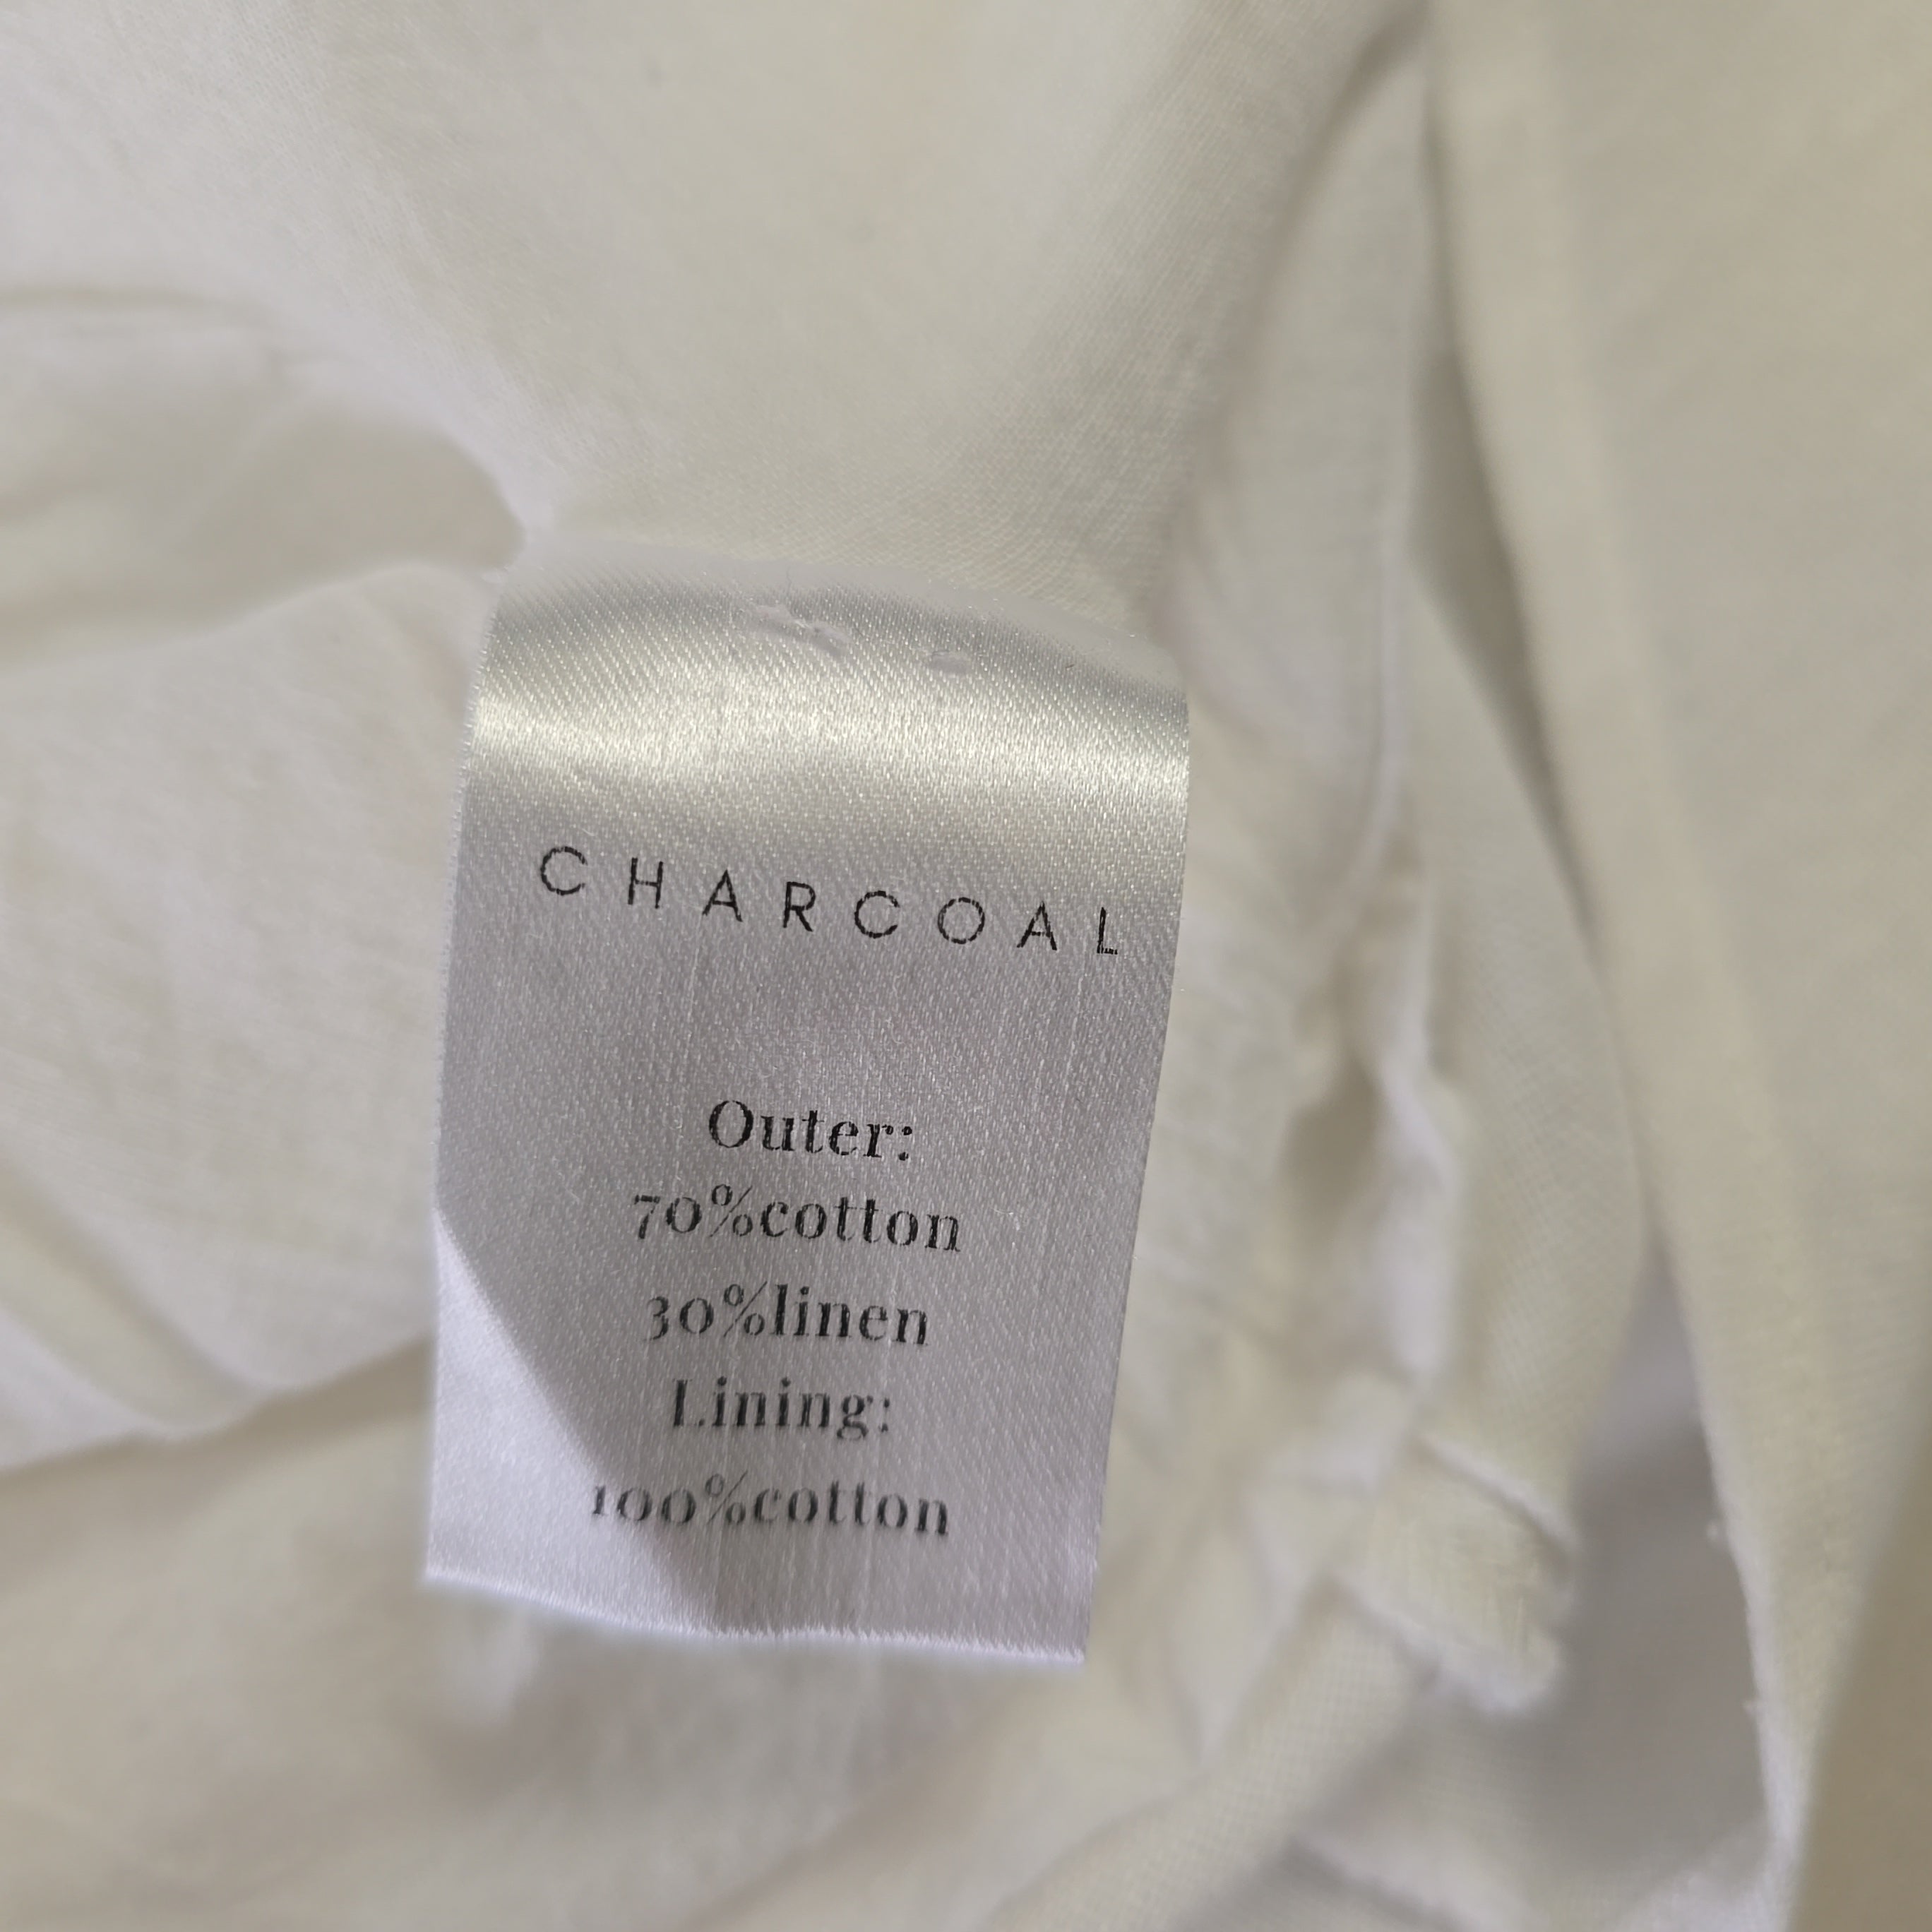 CHARCOAL
Outer:
70%cotton
30%linen
Lining:
100%cotton